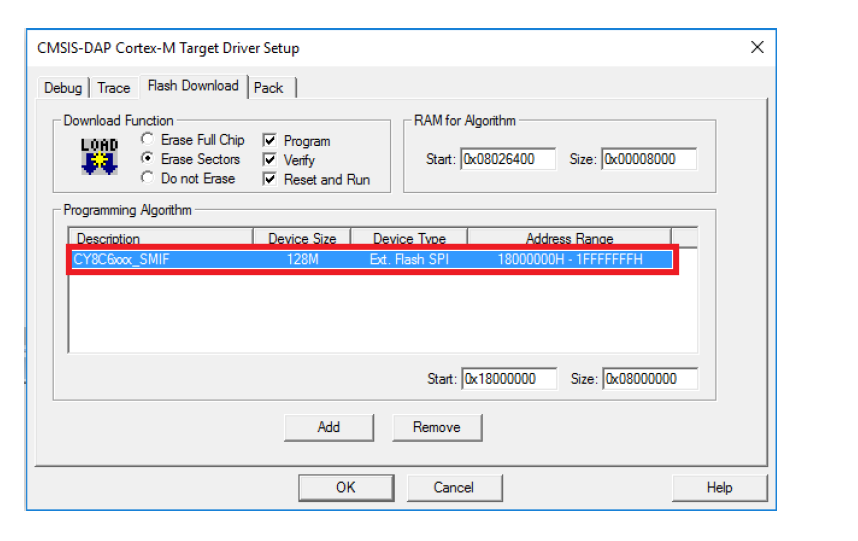 CMSIS-DAP Cortex-M Target Driver Setup
Debug Trace Flash Download Pack
Download Function
LOAD
Erase Full Chip
Erase Sectors
Do not Erase
Program
Verify
Reset and Run
RAM for Algorithm
Start: 0x08026400 Size: 0x00008000
Programming Algorithm
Description Device Size Device Type Address Range
CY8C6xxx_SMIF 128M Ext. Flash SPI 18000000H - 1FFFFFFFH
Start: 0x18000000 Size: 0x08000000
Add Remove
OK Cancel Help